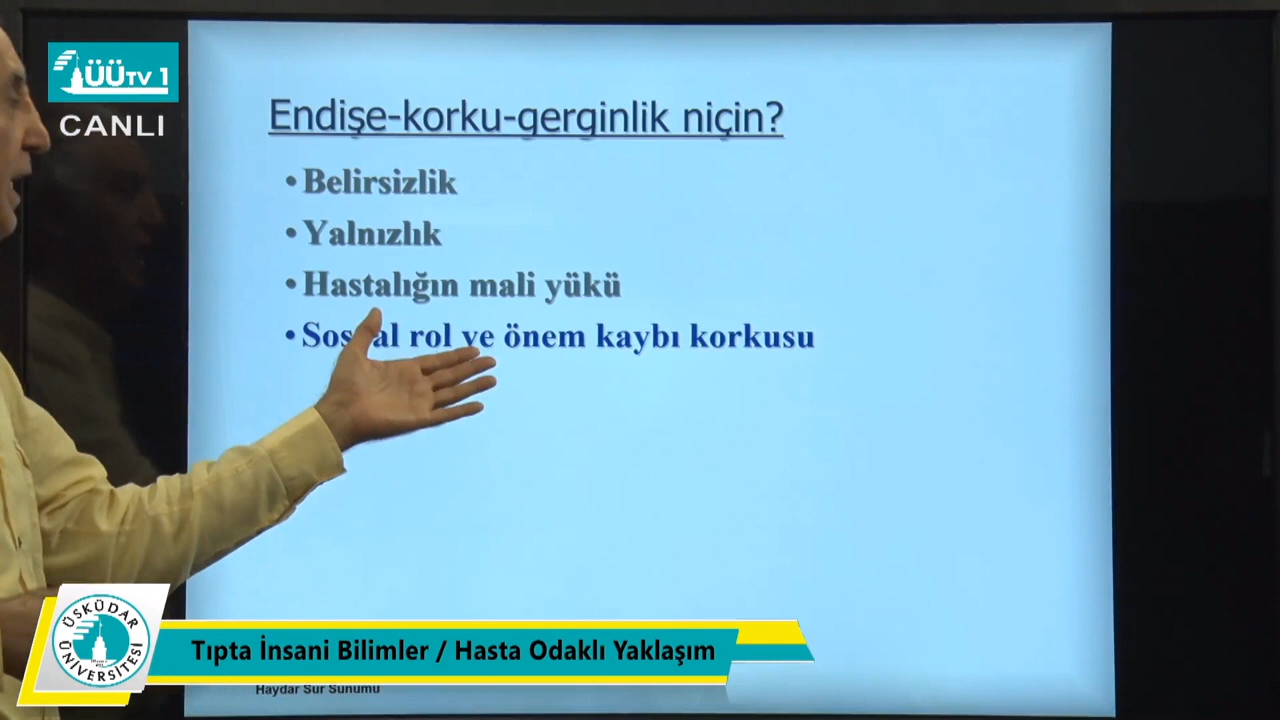 ÜÜTV 1
CANLI
Endişe-korku-gerginlik niçin?
• Belirsizlik
• Yalnızlık
• Hastalığın mali yükü
• Sosyal rol ve önem kaybı korkusu
ÜSKÜDAR ÜNİVERSİTESİ
Tıpta İnsani Bilimler / Hasta Odaklı Yaklaşım
Haydar Sur Sunumu